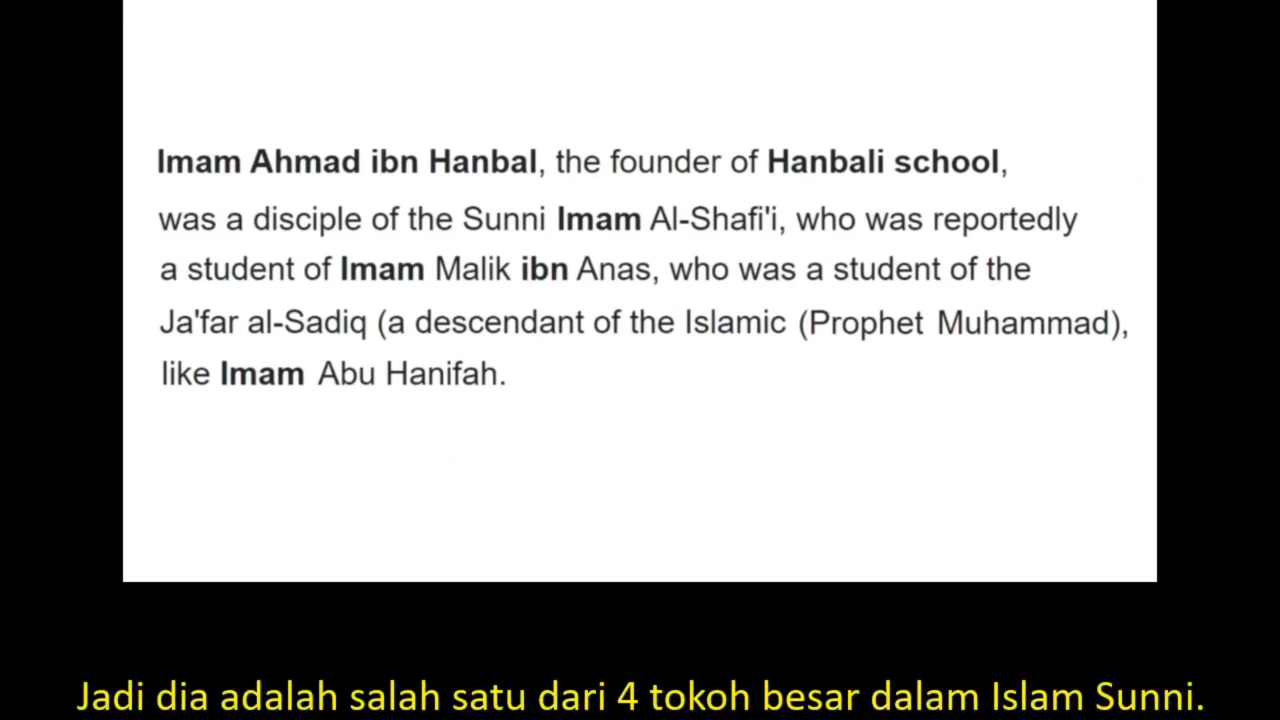 Imam Ahmad ibn Hanbal, the founder of Hanbali school,
was a disciple of the Sunni Imam Al-Shafi'i, who was reportedly
a student of Imam Malik ibn Anas, who was a student of the
Ja'far al-Sadiq (a descendant of the Islamic (Prophet Muhammad),
like Imam Abu Hanifah.
Jadi dia adalah salah satu dari 4 tokoh besar dalam Islam Sunni.